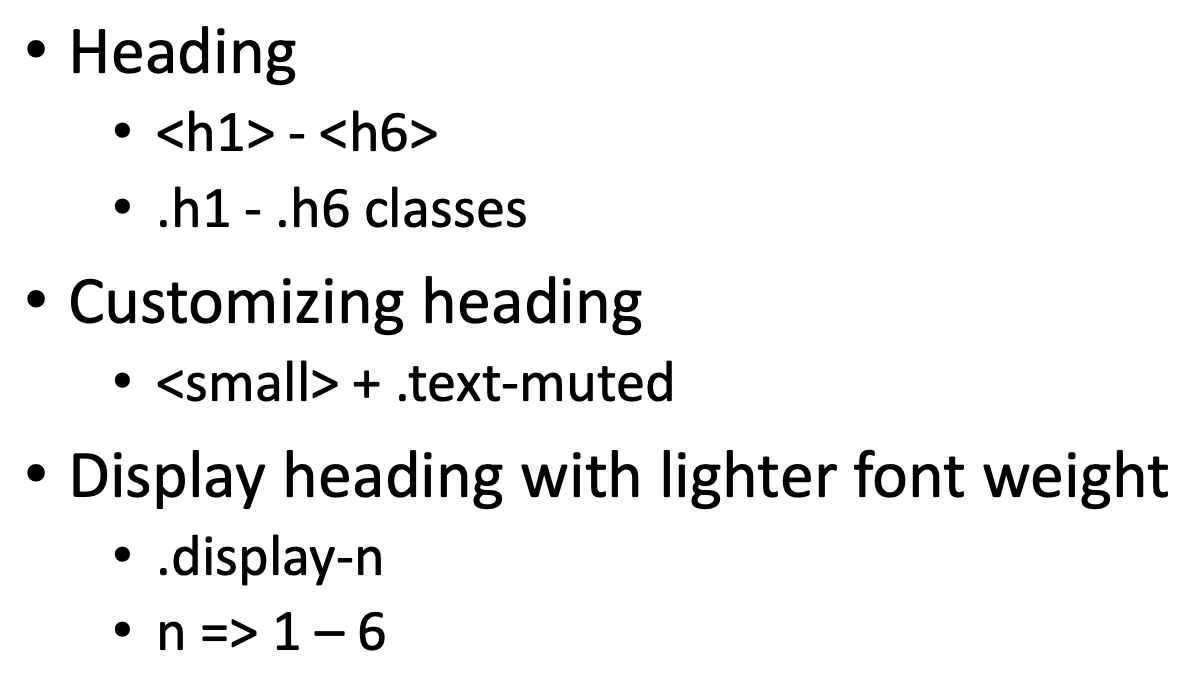 • Heading
• <h1> - <h6>
• .h1 - .h6 classes
• Customizing heading
• <small> + .text-muted
• Display heading with lighter font weight
• .display-n
• n => 1 – 6